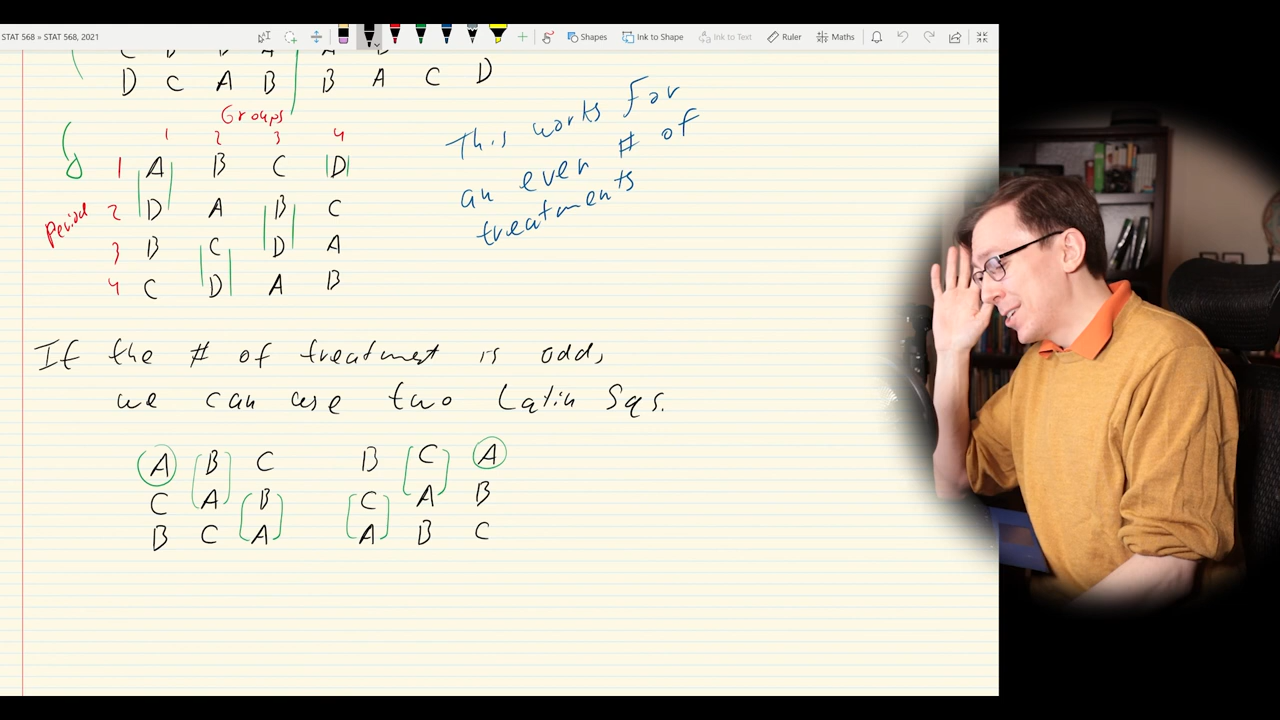 STAT 568 » STAT 568, 2021
Shapes
Ink to Shape
Ink to Text
Ruler
Maths
D C A B B A C D
Groups
1 2 3 4
Period
1 A B C D
2 D A B C
3 B C D A
4 C D A B
This works for
an even # of
treatments
If the # of treatment is odd,
we can use two Latin Sqs.
A B C B C A
C A B C A B
B C A A B C